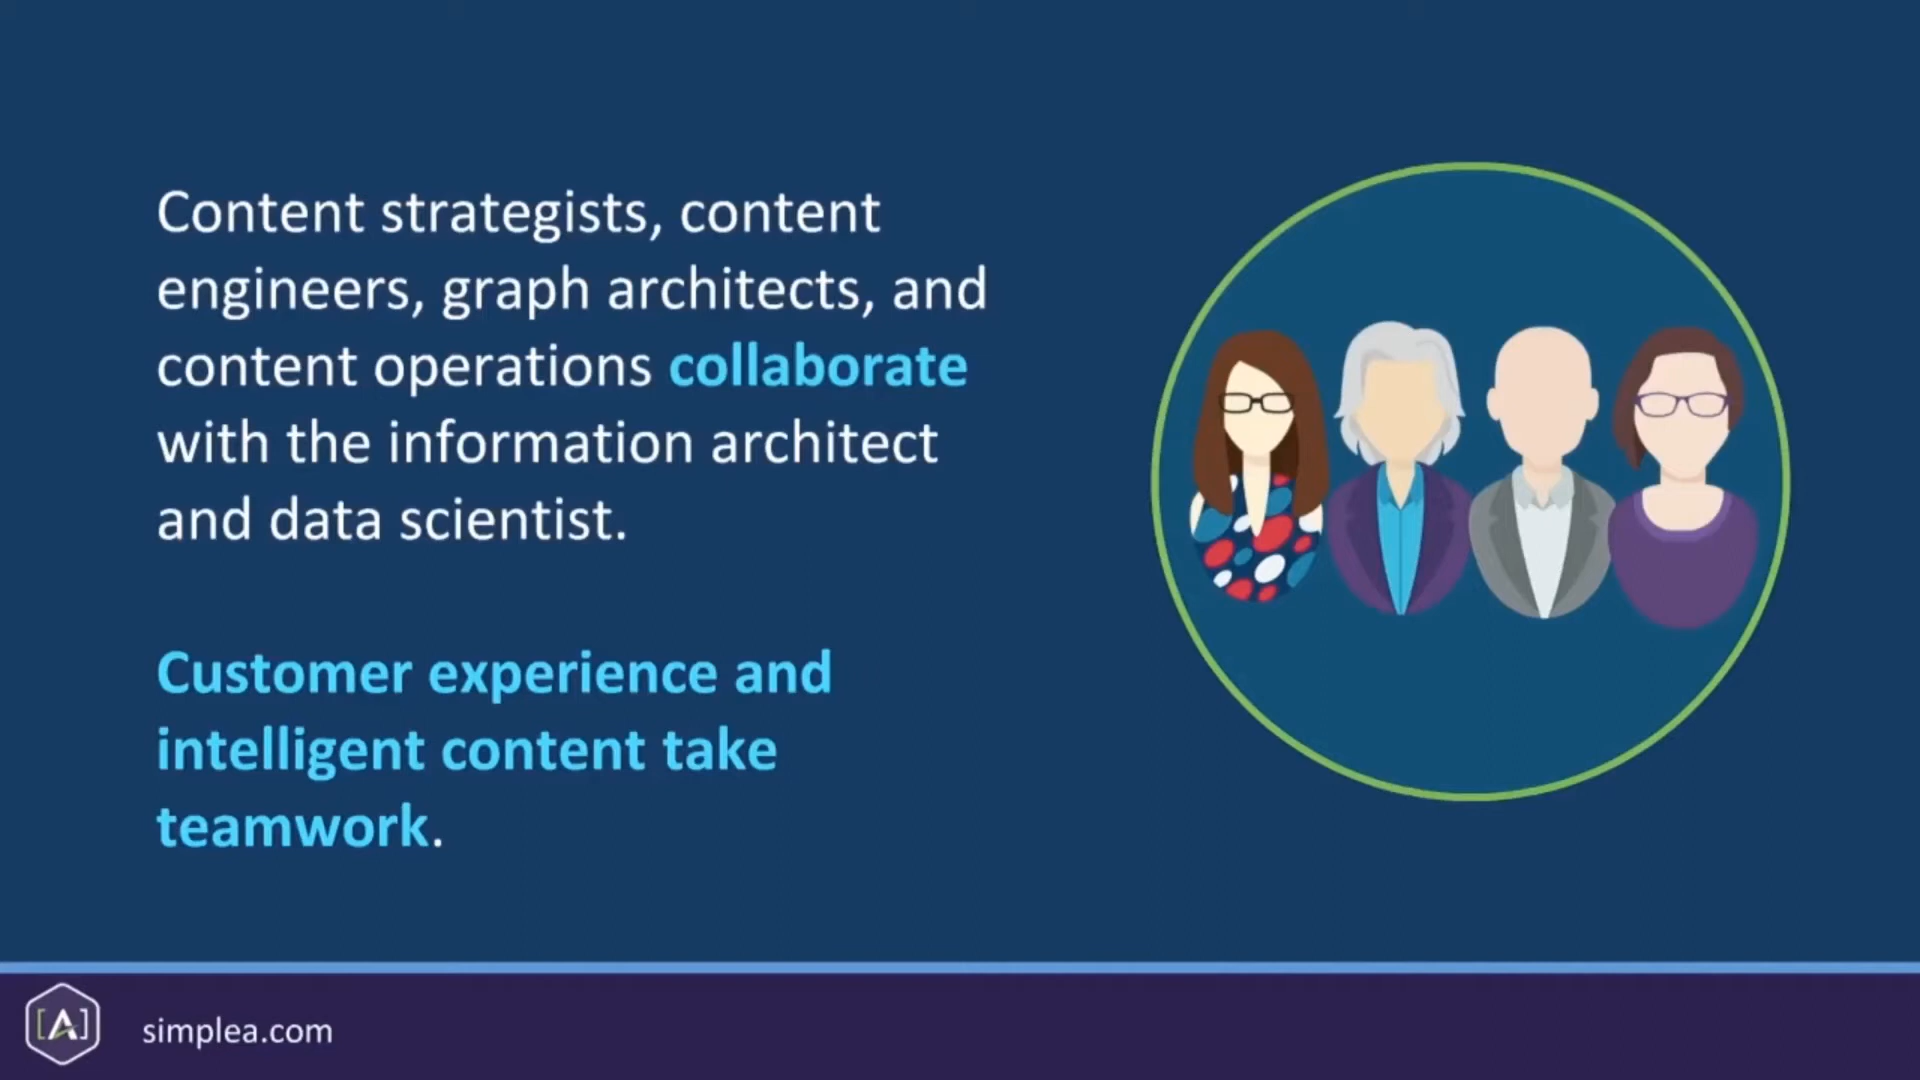 Content strategists, content
engineers, graph architects, and
content operations collaborate
with the information architect
and data scientist.
Customer experience and
intelligent content take
teamwork.
[A]
simplea.com